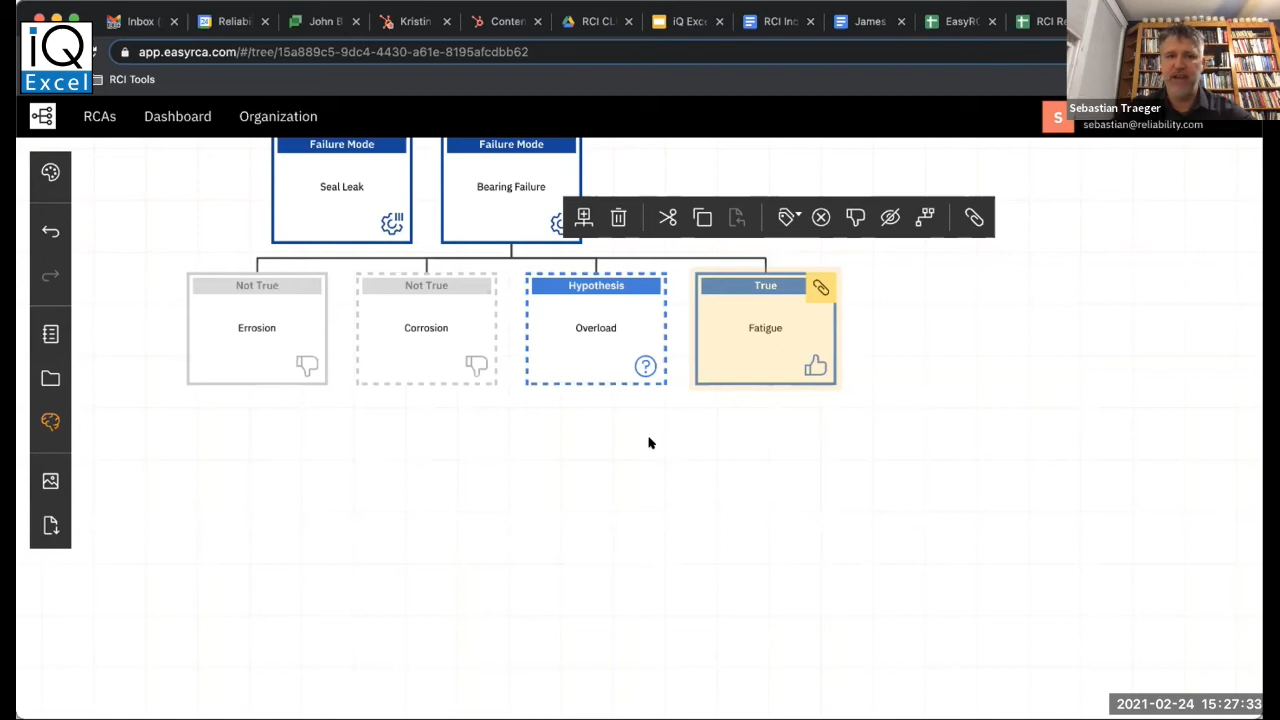 Inbox (
Reliabi
John B
Kristin
Conten
RCI CL
iQ Exce
RCI Inc
James
EasyRC
RCI Re
iQ
Excel
app.easyrca.com/#/tree/15a889c5-9dc4-4430-a61e-8195afcdbb62
RCI Tools
Sebastian Traeger
RCAs
Dashboard
Organization
S
sebastian@reliability.com
Failure Mode
Failure Mode
Seal Leak
Bearing Failure
Not True
Not True
Hypothesis
True
Errosion
Corrosion
Overload
Fatigue
2021-02-24 15:27:33